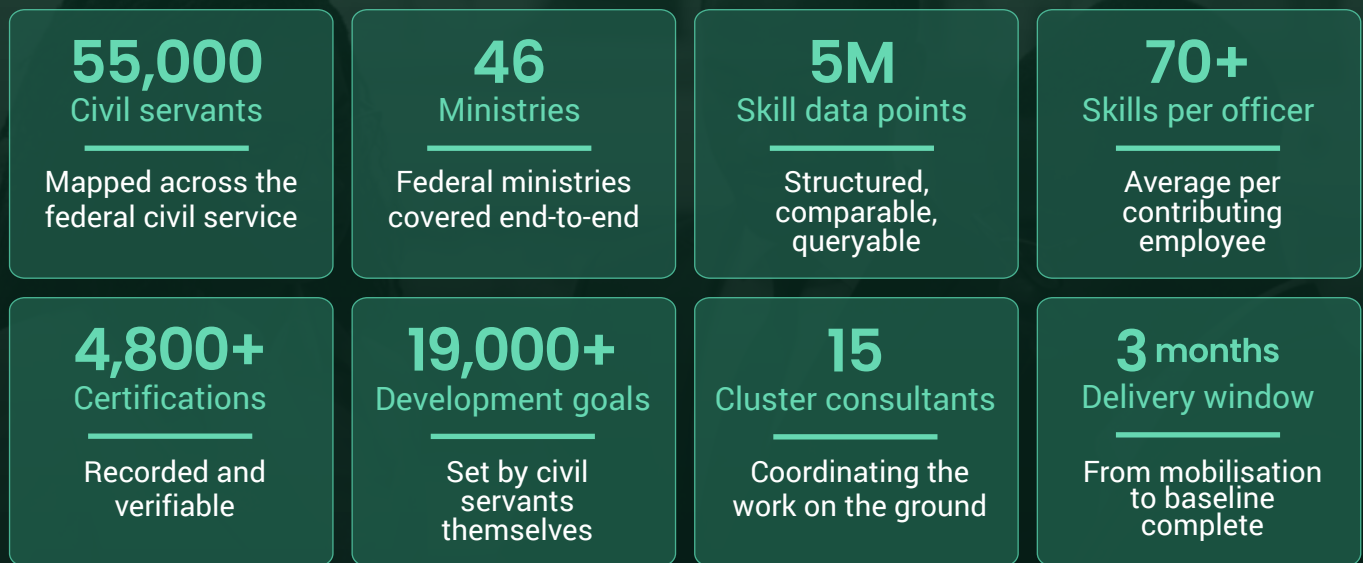 55,000
Civil servants
Mapped across the
federal civil service
46
Ministries
Federal ministries
covered end-to-end
5M
Skill data points
Structured,
comparable,
queryable
70+
Skills per officer
Average per
contributing
employee
4,800+
Certifications
Recorded and
verifiable
19,000+
Development goals
Set by civil
servants
themselves
15
Cluster consultants
Coordinating the
work on the ground
3 months
Delivery window
From mobilisation
to baseline
complete